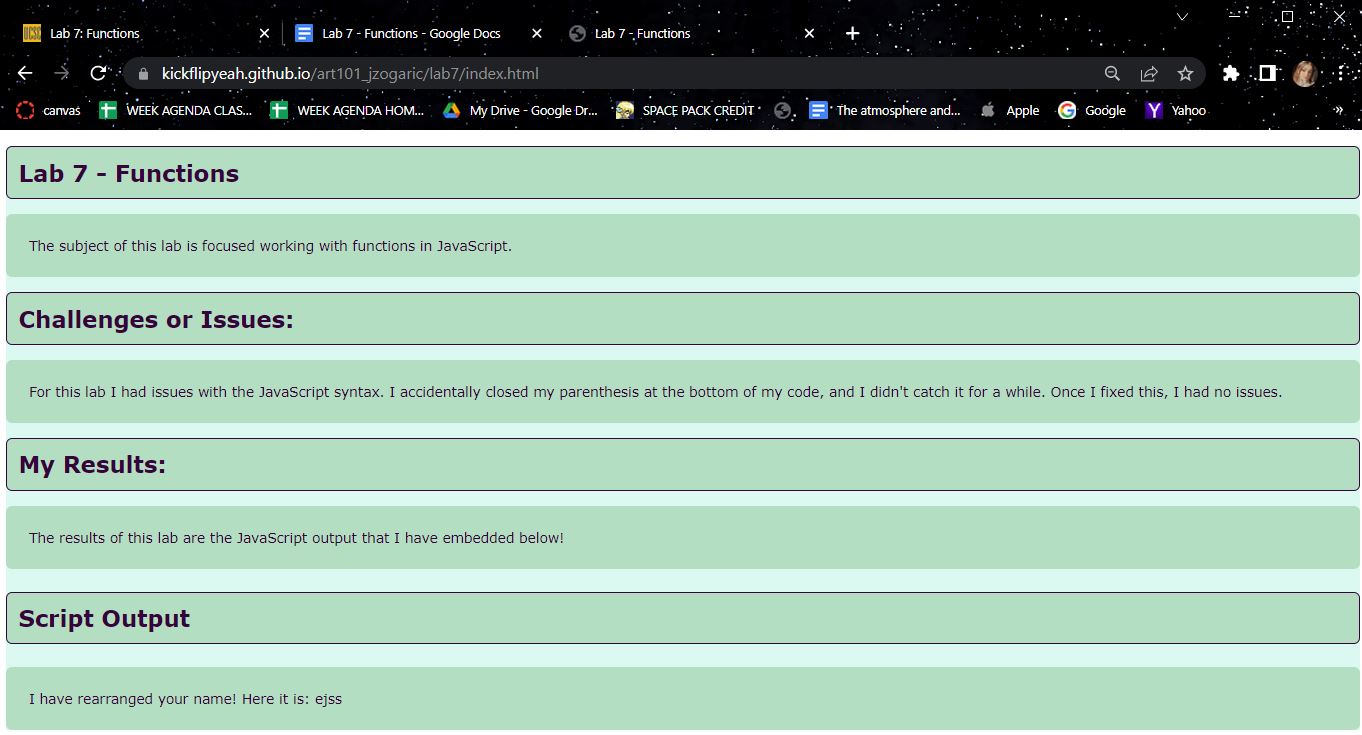 UCSC Lab 7: Functions
Lab 7 - Functions - Google Docs
Lab 7 - Functions
kickflipyeah.github.io/art101_jzogaric/lab7/index.html
canvas
WEEK AGENDA CLAS...
WEEK AGENDA HOM...
My Drive - Google Dr...
SPACE PACK CREDIT
The atmosphere and...
Apple
Google
Yahoo
Lab 7 - Functions
The subject of this lab is focused working with functions in JavaScript.
Challenges or Issues:
For this lab I had issues with the JavaScript syntax. I accidentally closed my parenthesis at the bottom of my code, and I didn't catch it for a while. Once I fixed this, I had no issues.
My Results:
The results of this lab are the JavaScript output that I have embedded below!
Script Output
I have rearranged your name! Here it is: ejss